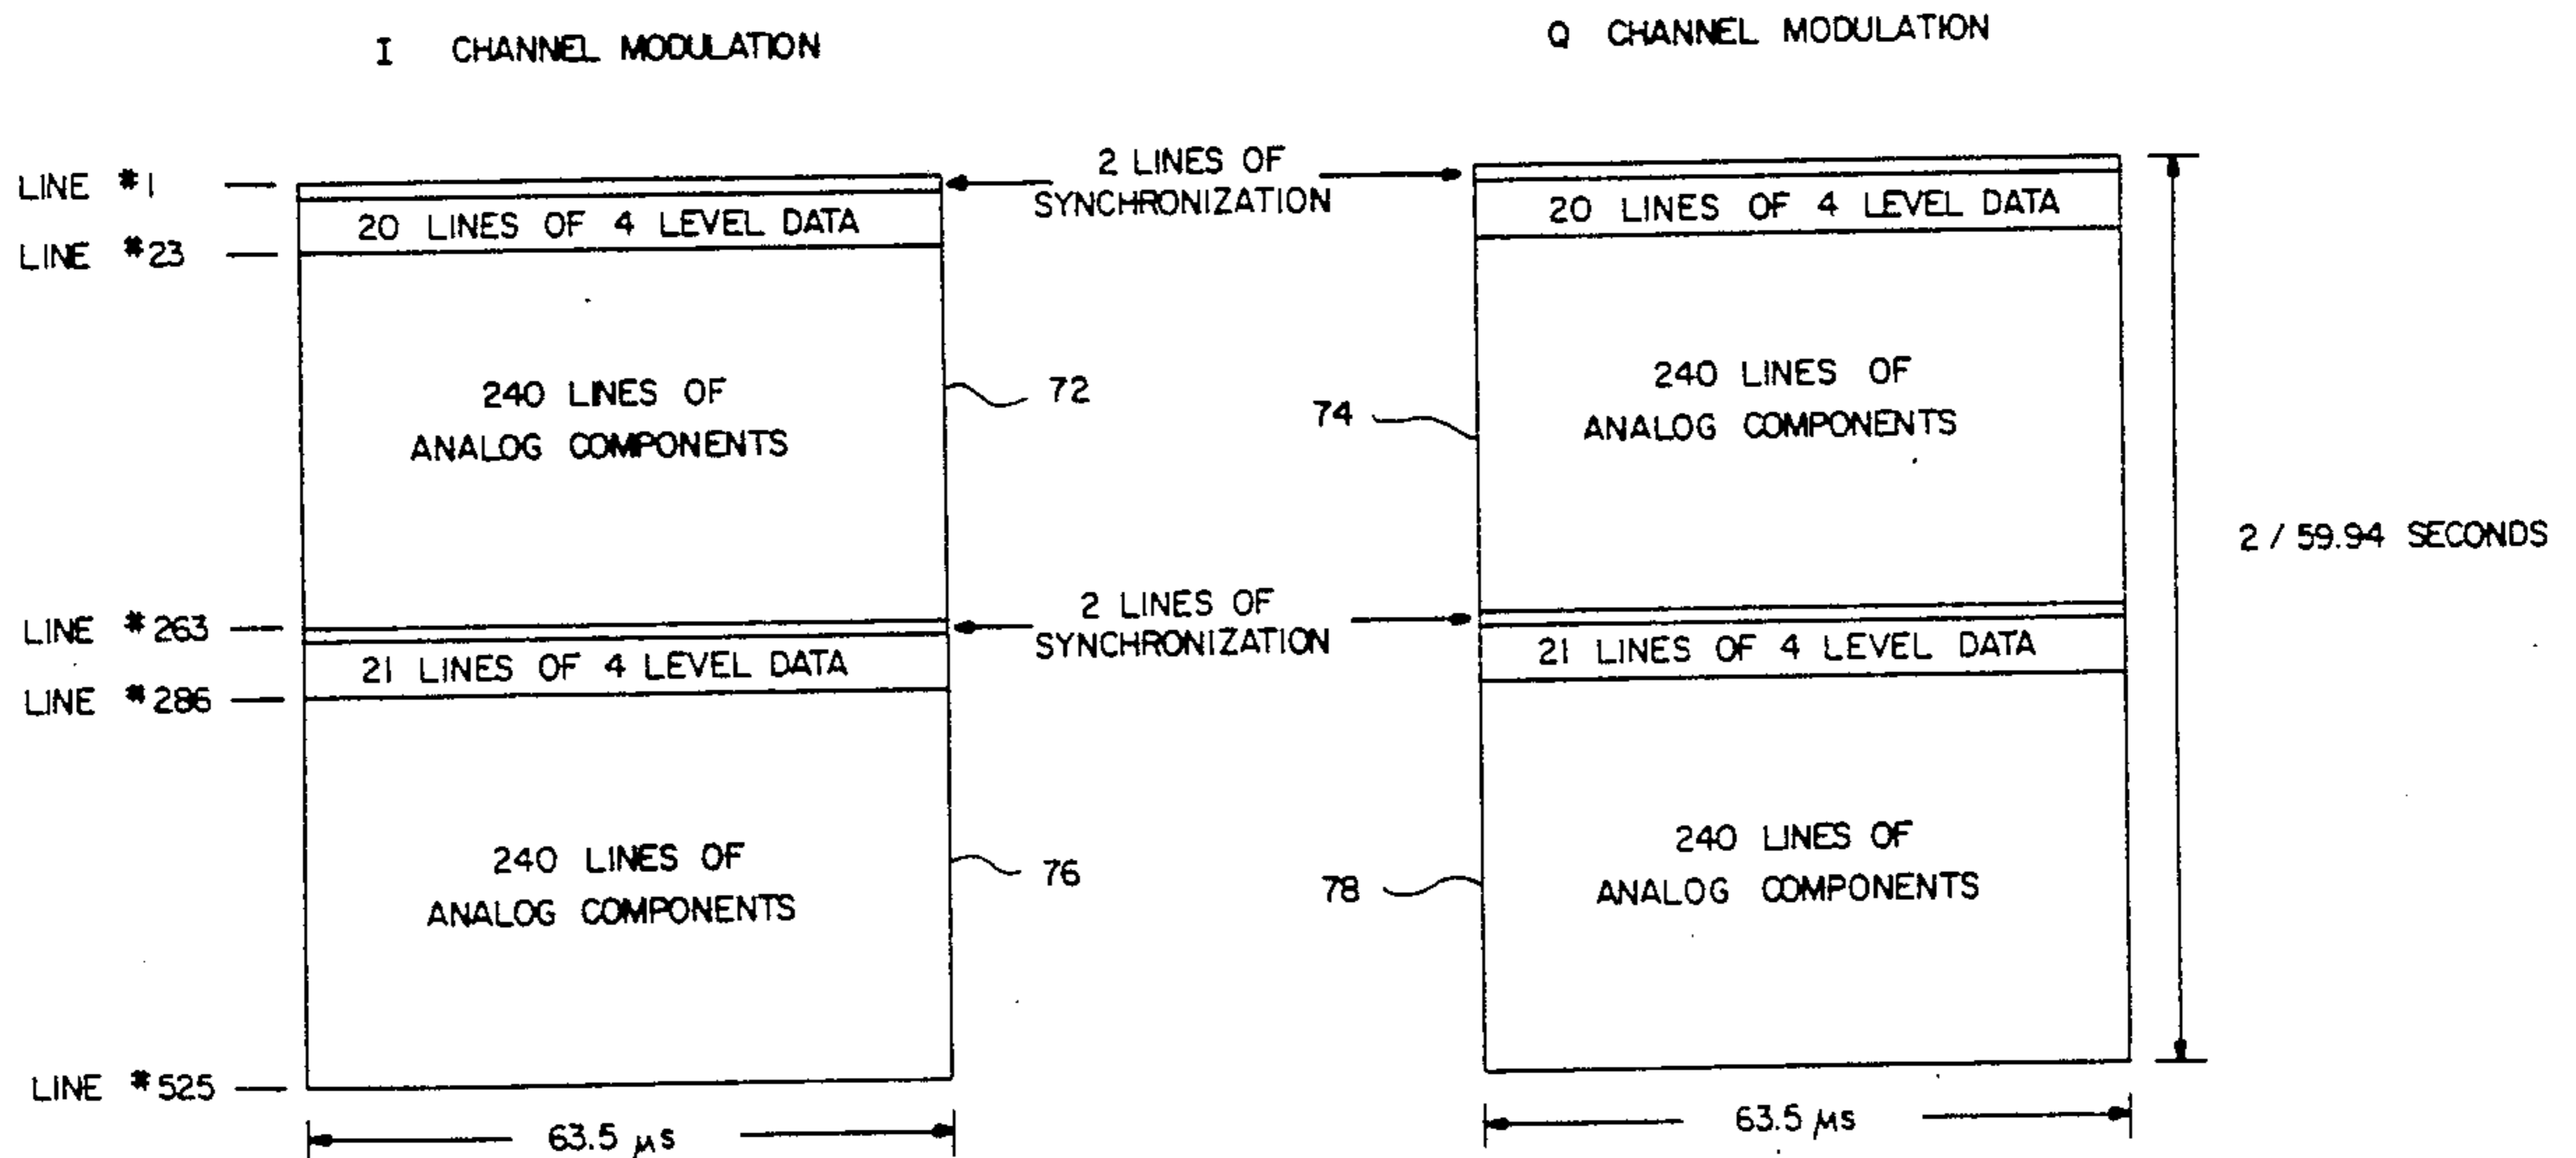 I CHANNEL MODULATION
Q CHANNEL MODULATION
LINE #1
2 LINES OF
SYNCHRONIZATION
20 LINES OF 4 LEVEL DATA
20 LINES OF 4 LEVEL DATA
LINE #23
240 LINES OF
ANALOG COMPONENTS
72
74
240 LINES OF
ANALOG COMPONENTS
2 / 59.94 SECONDS
LINE #263
2 LINES OF
SYNCHRONIZATION
21 LINES OF 4 LEVEL DATA
21 LINES OF 4 LEVEL DATA
LINE #286
240 LINES OF
ANALOG COMPONENTS
76
78
240 LINES OF
ANALOG COMPONENTS
LINE #525
63.5 μs
63.5 μs